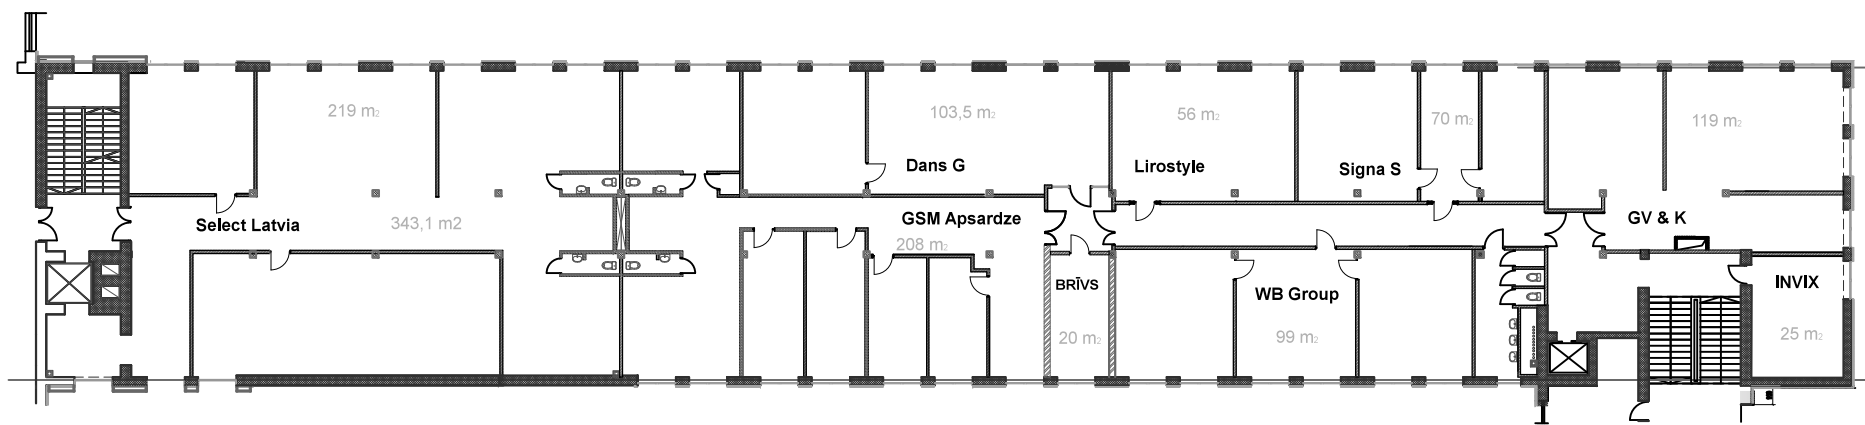 219 m2
103,5 m2
56 m2
70 m2
119 m2
Dans G
Lirostyle
Signa S
Select Latvia
343,1 m2
GSM Apsardze
GV & K
208 m2
BRĪVS
WB Group
INVIX
20 m2
99 m2
25 m2